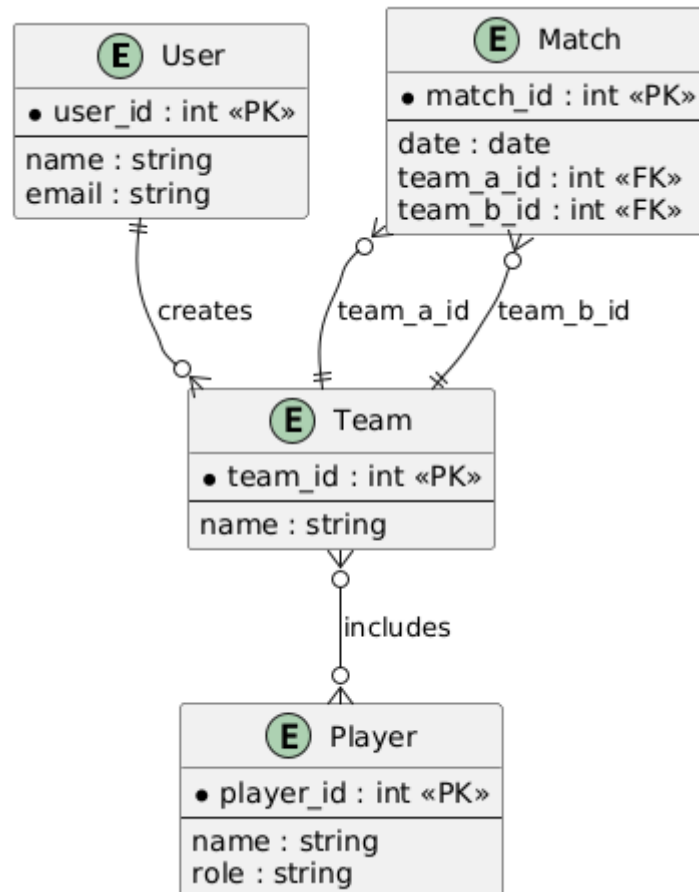 E User
• user_id : int «PK»
name : string
email : string
E Match
• match_id : int «PK»
date : date
team_a_id : int «FK»
team_b_id : int «FK»
creates
team_a_id
team_b_id
E Team
• team_id : int «PK»
name : string
includes
E Player
• player_id : int «PK»
name : string
role : string